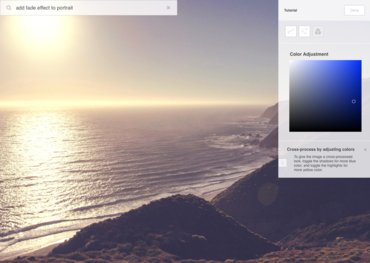 add fade effect to portrait
Tutorial
Color Adjustment
Cross-process by adjusting colors
To give the image a cross-processed
look, toggle the shadows for more blue
color, and toggle the highlights for
more yellow color.